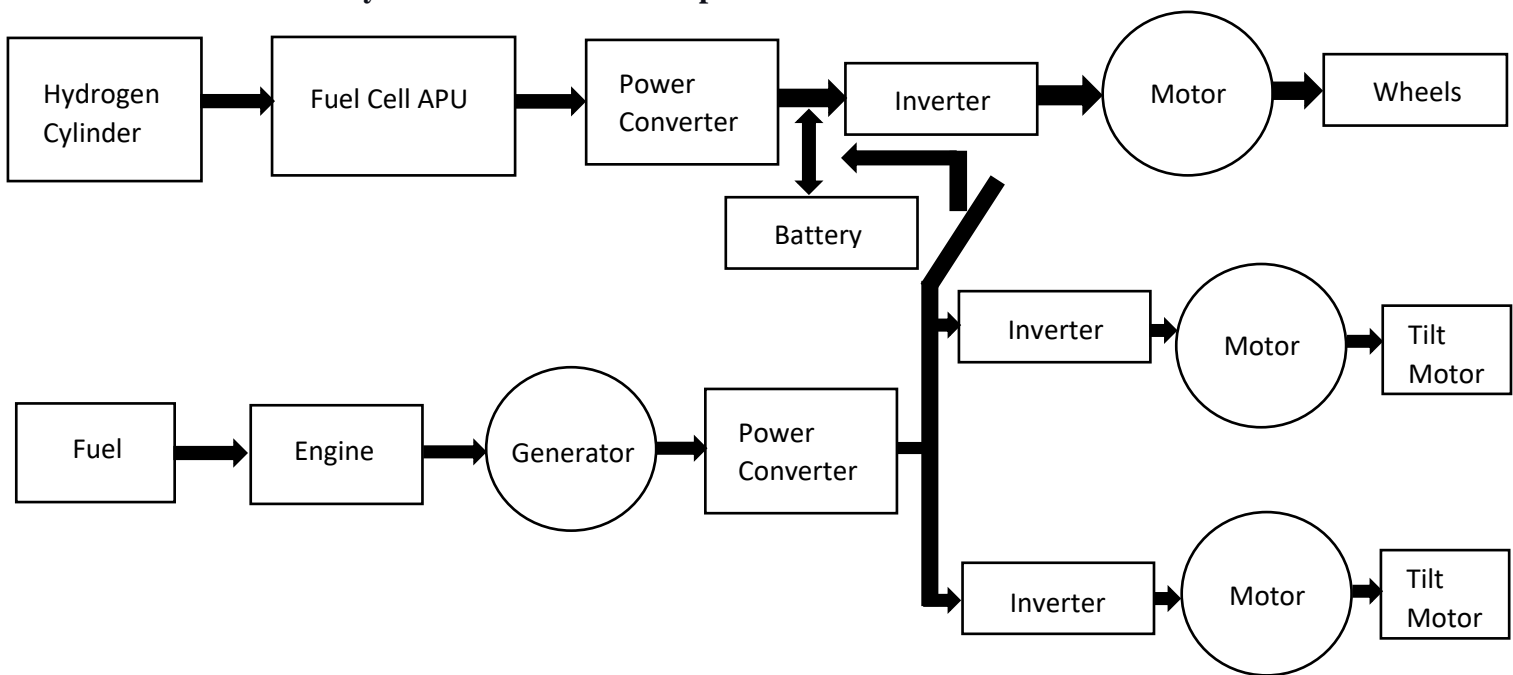 Hydrogen
Cylinder
Fuel Cell APU
Power
Converter
Inverter
Motor
Wheels
Battery
Inverter
Motor
Tilt
Motor
Fuel
Engine
Generator
Power
Converter
Inverter
Motor
Tilt
Motor